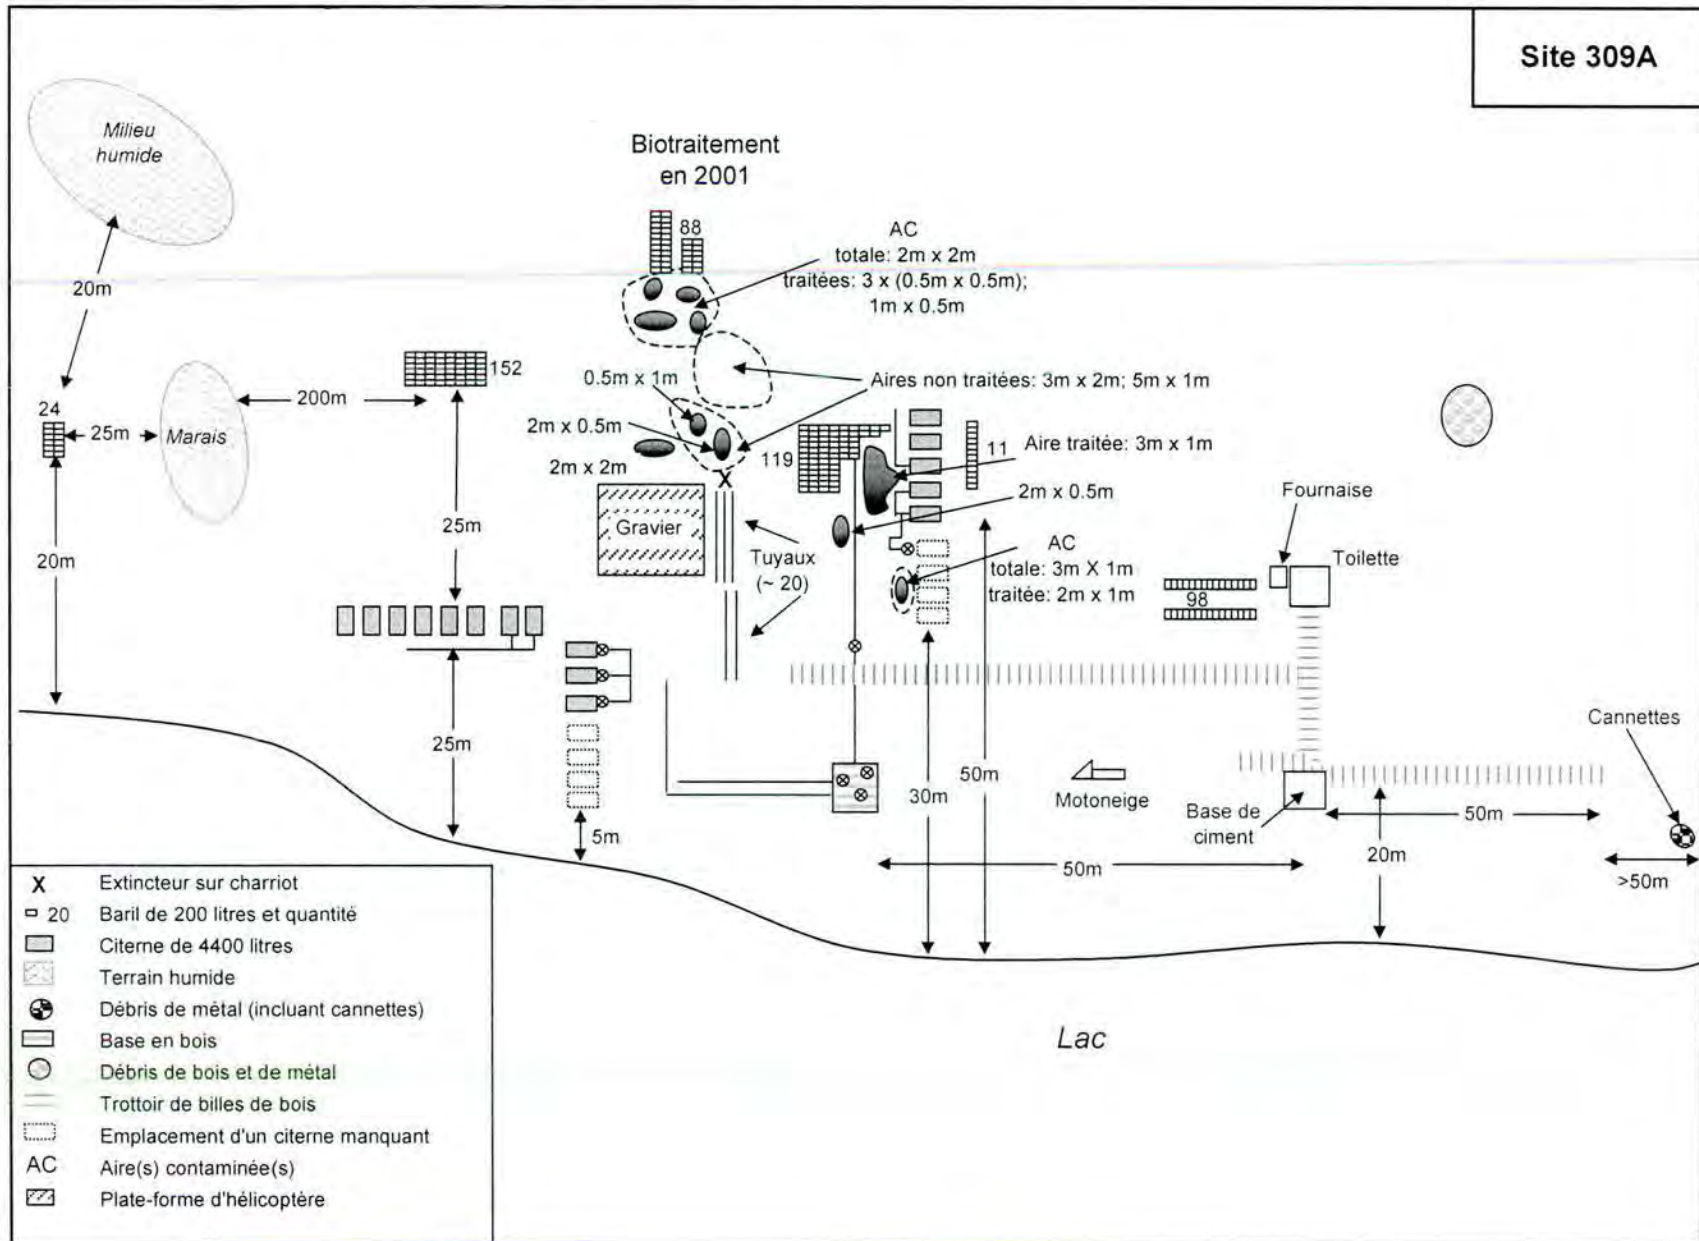 Site 309A
Milieu
humide
Biotraitement
en 2001
88
AC
totale: 2m x 2m
traitées: 3 x (0.5m x 0.5m);
1m x 0.5m
20m
152
0.5m x 1m
Aires non traitées: 3m x 2m; 5m x 1m
200m
24
25m
Marais
2m x 0.5m
2m x 2m
119
11
Aire traitée: 3m x 1m
X
2m x 0.5m
Fournaise
25m
Gravier
Tuyaux
(~ 20)
AC
totale: 3m X 1m
traitée: 2m x 1m
Toilette
20m
98
25m
Cannettes
50m
30m
Motoneige
Base de
ciment
50m
5m
50m
20m
>50m
X Extincteur sur charriot
20 Baril de 200 litres et quantité
Citerne de 4400 litres
Terrain humide
Débris de métal (incluant cannettes)
Base en bois
Débris de bois et de métal
Trottoir de billes de bois
Emplacement d'un citerne manquant
AC Aire(s) contaminée(s)
Plate-forme d'hélicoptère
Lac